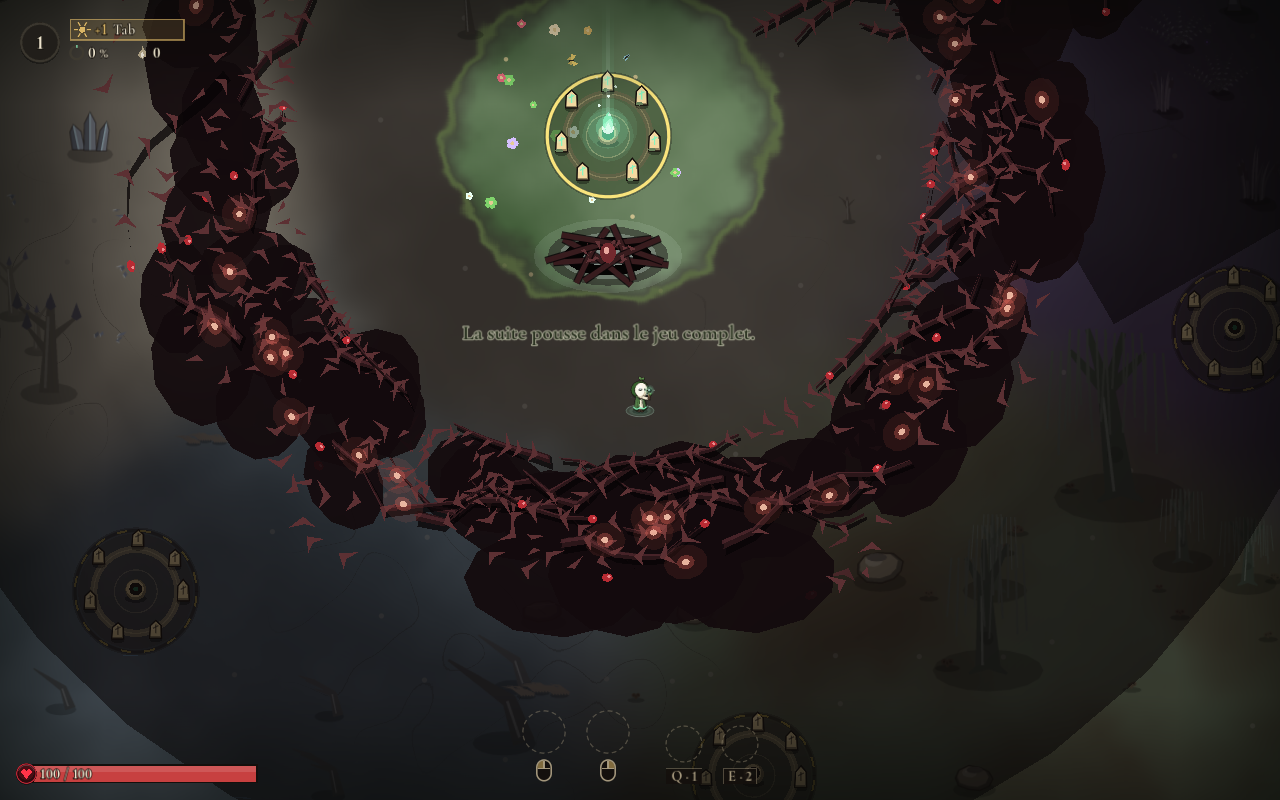 1
-1 Tab
0 %
0
La suite pousse dans le jeu complet.
100 / 100
Q - 1
E - 2